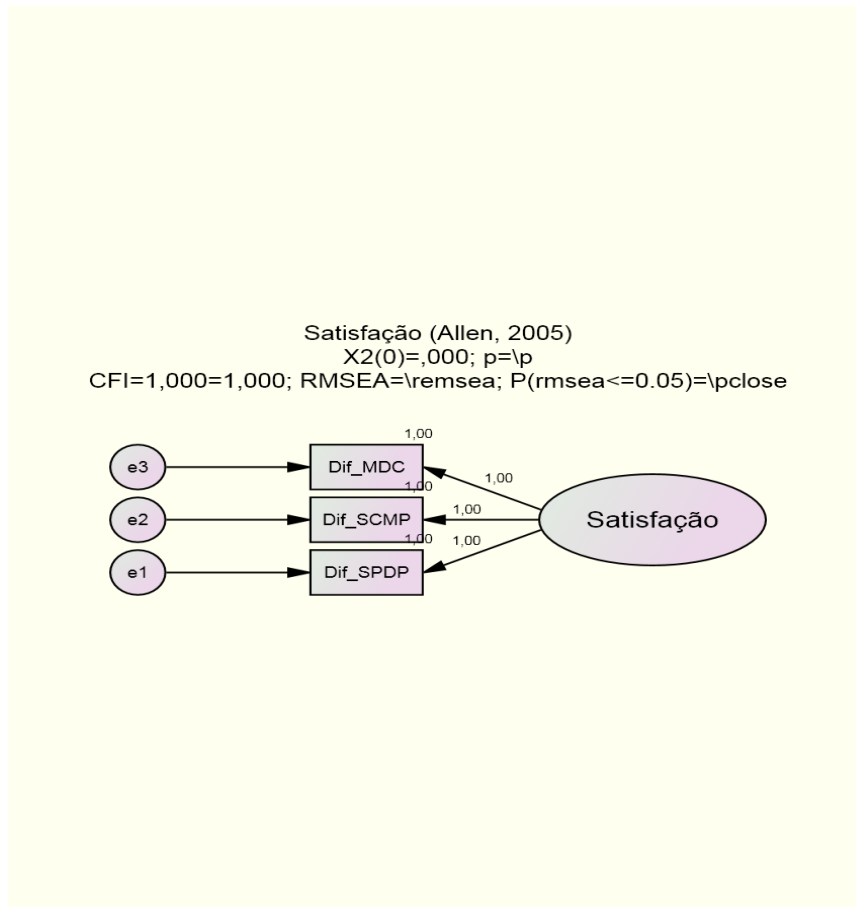 Satisfação (Allen, 2005)
X2(0)=,000; p=\p
CFI=1,000=1,000; RMSEA=\remsea; P(rmsea<=0.05)=\pclose
1,00
e3
Dif_MDC
1,00
1,00
e2
Dif_SCMP
1,00
Satisfação
1,00
1,00
e1
Dif_SPDP